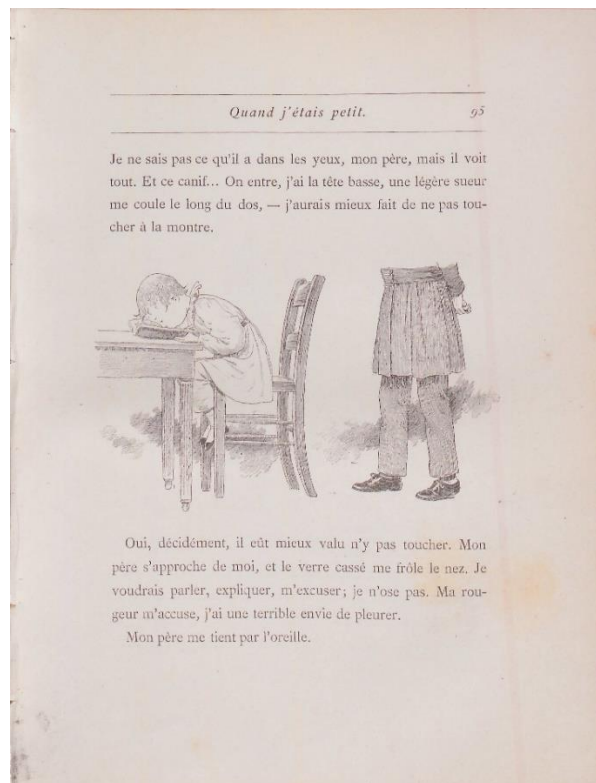 Quand j'étais petit. 95
Je ne sais pas ce qu'il a dans les yeux, mon père, mais il voit
tout. Et ce canif... On entre, j'ai la tête basse, une légère sueur
me coule le long du dos, — j'aurais mieux fait de ne pas tou-
cher à la montre.
Oui, décidément, il eût mieux valu n'y pas toucher. Mon
père s'approche de moi, et le verre cassé me frôle le nez. Je
voudrais parler, expliquer, m'excuser; je n'ose pas. Ma rou-
geur m'accuse, j'ai une terrible envie de pleurer.
Mon père me tient par l'oreille.